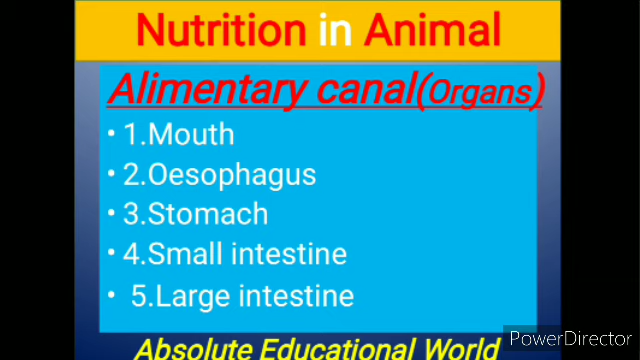 Nutrition in Animal
Alimentary canal(Organs)
• 1.Mouth
• 2.Oesophagus
• 3.Stomach
• 4.Small intestine
• 5.Large intestine
PowerDirector
Absolute Educational World